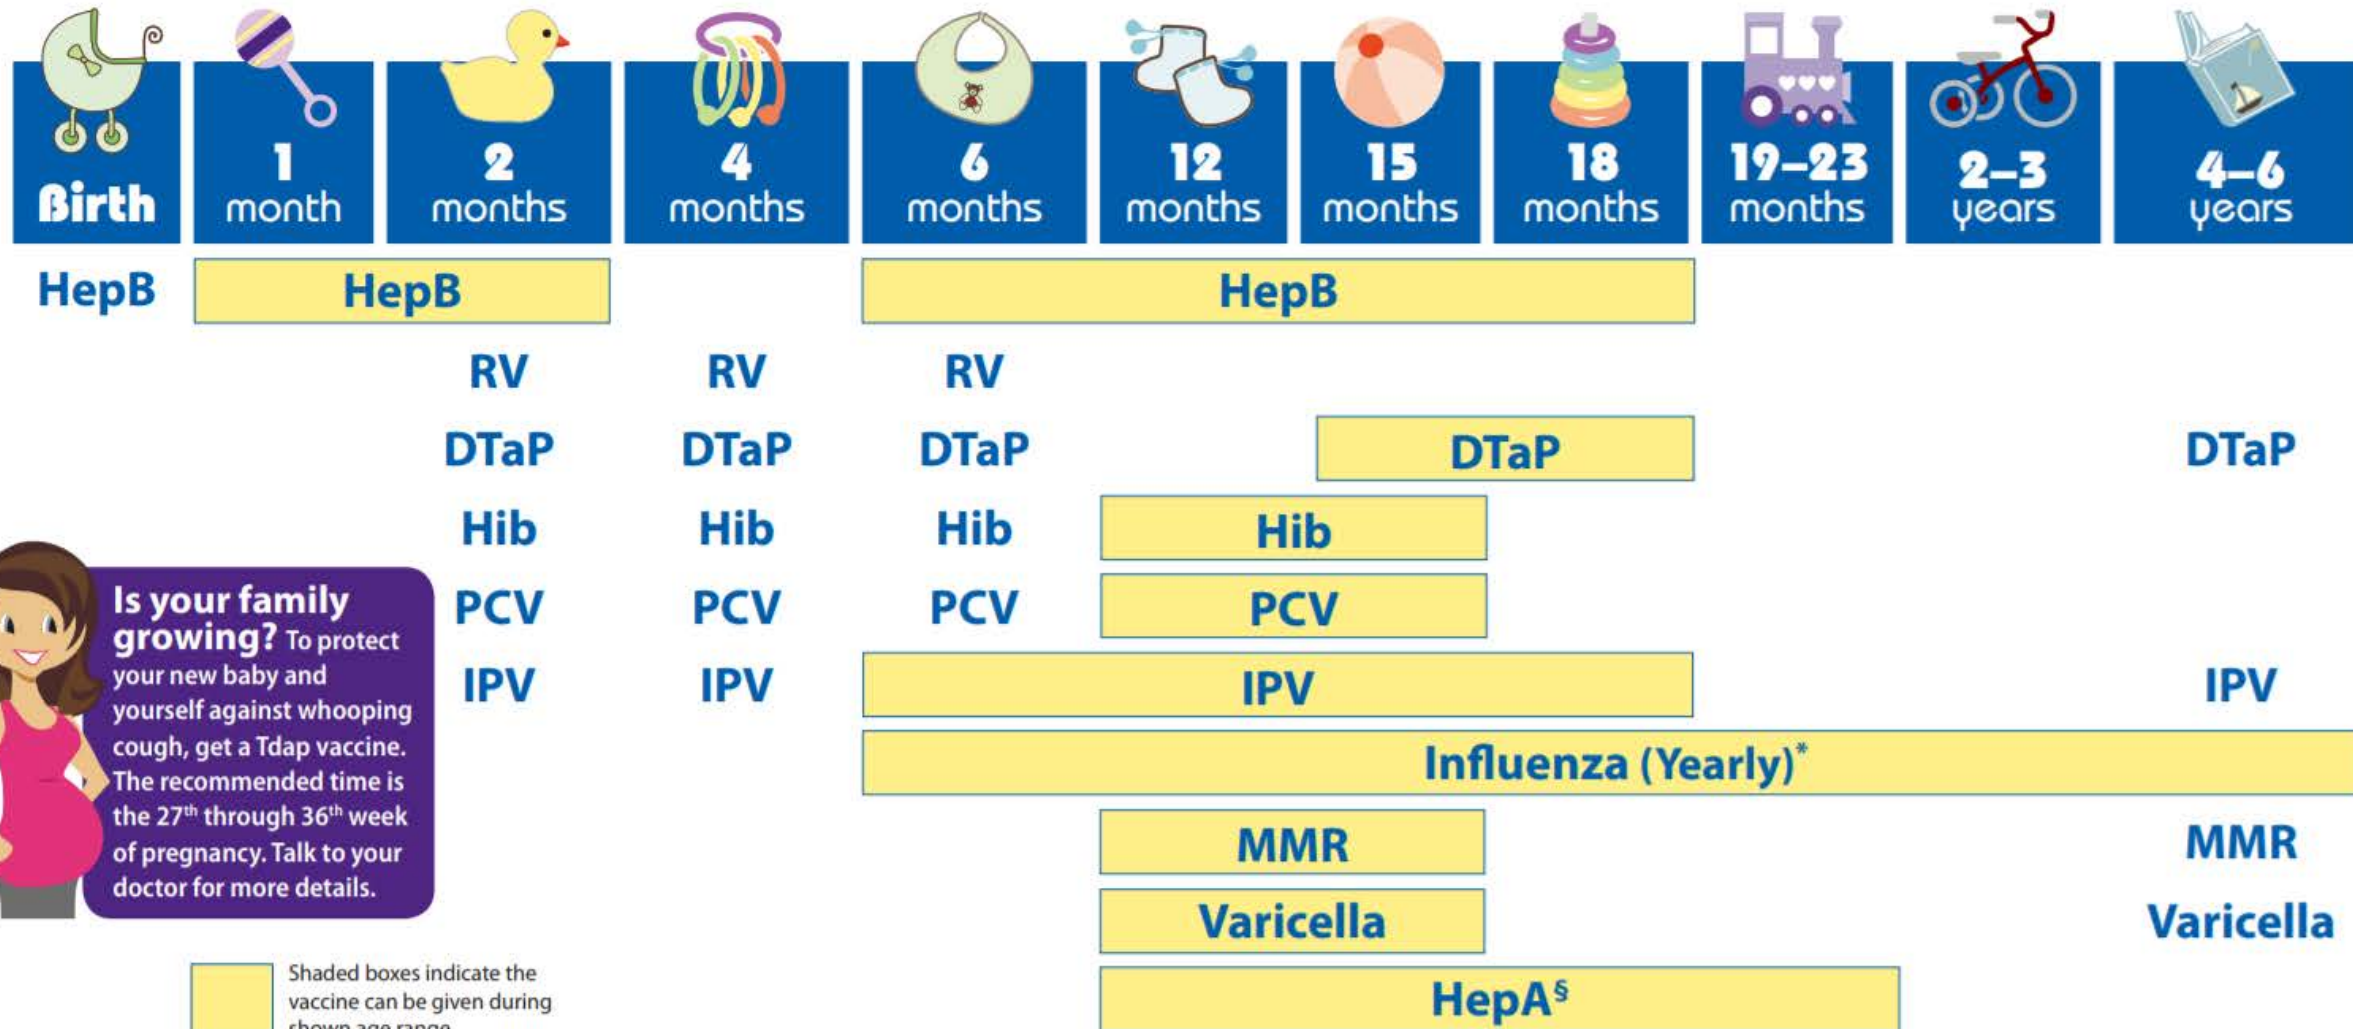 Birth
1
month
2
months
4
months
6
months
12
months
15
months
18
months
19–23
months
2–3
years
4–6
years
HepB HepB HepB
RV RV RV
DTaP DTaP DTaP DTaP DTaP
Hib Hib Hib Hib
PCV PCV PCV PCV
IPV IPV IPV IPV
Influenza (Yearly)*
MMR MMR
Varicella Varicella
HepA§
Is your family
growing? To protect
your new baby and
yourself against whooping
cough, get a Tdap vaccine.
The recommended time is
the 27th through 36th week
of pregnancy. Talk to your
doctor for more details.
Shaded boxes indicate the
vaccine can be given during
shown age range